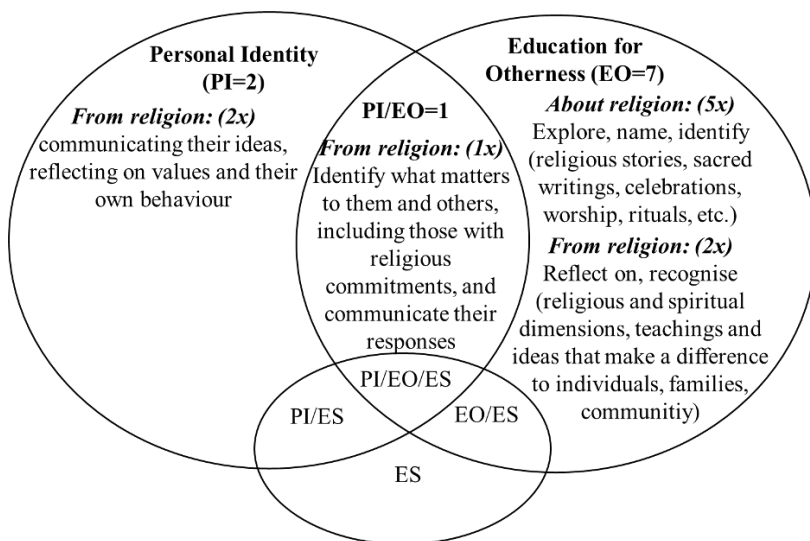 Personal Identity
(PI=2)
From religion: (2x)
communicating their ideas,
reflecting on values and their
own behaviour
PI/EO=1
From religion: (1x)
Identify what matters
to them and others,
including those with
religious
commitments, and
communicate their
responses
Education for
Otherness (EO=7)
About religion: (5x)
Explore, name, identify
(religious stories, sacred
writings, celebrations,
worship, rituals, etc.)
From religion: (2x)
Reflect on, recognise
(religious and spiritual
dimensions, teachings and
ideas that make a difference
to individuals, families,
communitiy)
PI/EO/ES
PI/ES
EO/ES
ES